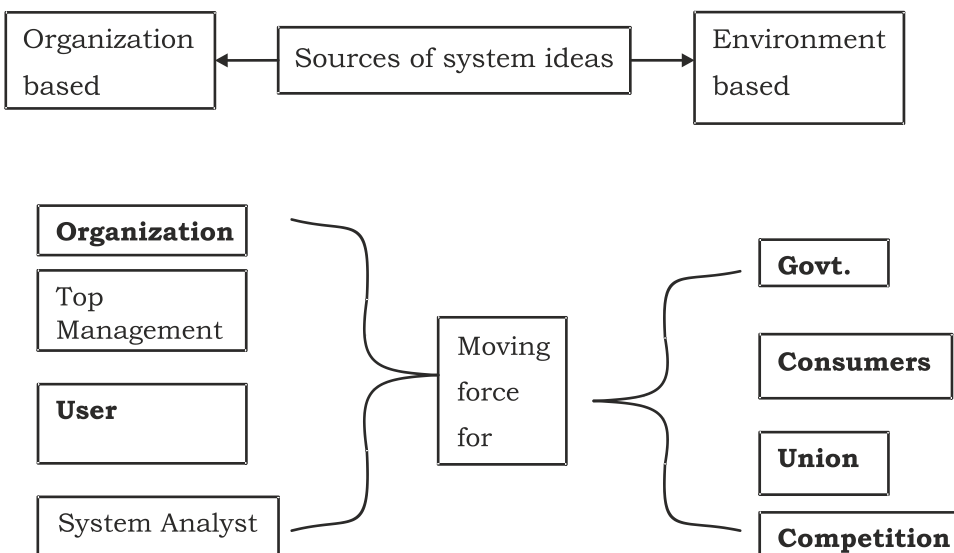 Organization
based
Sources of system ideas
Environment
based
Organization
Top
Management
User
System Analyst
Moving
force
for
Govt.
Consumers
Union
Competition